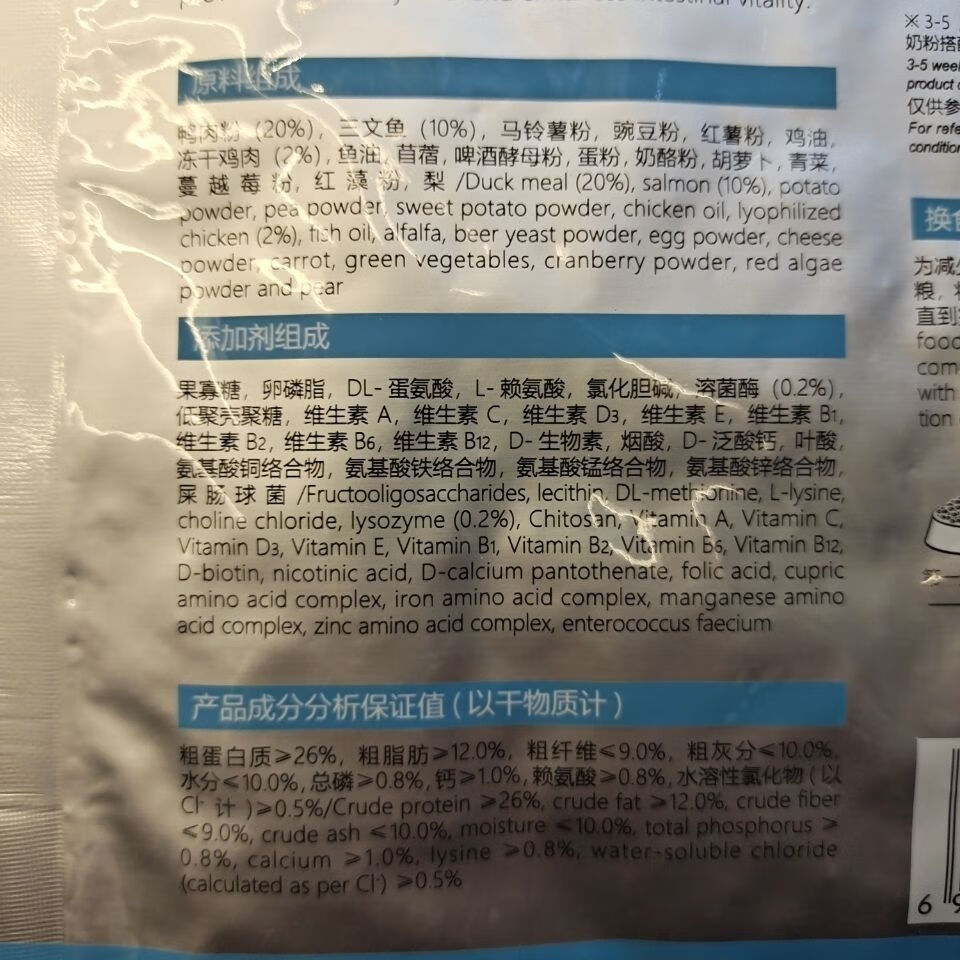 intestinal vitality.
原料组成
鸭肉粉 (20%), 三文鱼 (10%), 马铃薯粉, 豌豆粉, 红薯粉, 鸡油,
冻干鸡肉 (2%), 鱼油, 苜蓿, 啤酒酵母粉, 蛋粉, 奶酪粉, 胡萝卜, 青菜,
蔓越莓粉, 红藻粉, 梨 /Duck meal (20%), salmon (10%), potato
powder, pea powder, sweet potato powder, chicken oil, lyophilized
chicken (2%), fish oil, alfalfa, beer yeast powder, egg powder, cheese
powder, carrot, green vegetables, cranberry powder, red algae
powder and pear
添加剂组成
果寡糖, 卵磷脂, DL- 蛋氨酸, L- 赖氨酸, 氯化胆碱, 溶菌酶 (0.2%),
低聚壳聚糖, 维生素 A, 维生素 C, 维生素 D3, 维生素 E, 维生素 B1,
维生素 B2, 维生素 B6, 维生素 B12, D- 生物素, 烟酸, D- 泛酸钙, 叶酸,
氨基酸铜络合物, 氨基酸铁络合物, 氨基酸锰络合物, 氨基酸锌络合物,
屎肠球菌 /Fructooligosaccharides, lecithin, DL-methionine, L-lysine,
choline chloride, lysozyme (0.2%), Chitosan, Vitamin A, Vitamin C,
Vitamin D3, Vitamin E, Vitamin B1, Vitamin B2, Vitamin B6, Vitamin B12,
D-biotin, nicotinic acid, D-calcium pantothenate, folic acid, cupric
amino acid complex, iron amino acid complex, manganese amino
acid complex, zinc amino acid complex, enterococcus faecium
产品成分分析保证值 ( 以干物质计 )
粗蛋白质≥26%, 粗脂肪≥12.0%, 粗纤维≤9.0%, 粗灰分≤10.0%,
水分≤10.0%, 总磷≥0.8%, 钙≥1.0%, 赖氨酸≥0.8%, 水溶性氯化物 ( 以
Cl⁻ 计 )≥0.5%/Crude protein ≥26%, crude fat ≥12.0%, crude fiber
≤9.0%, crude ash ≤10.0%, moisture ≤10.0%, total phosphorus ≥
0.8%, calcium ≥1.0%, lysine ≥0.8%, water-soluble chloride
(calculated as per Cl⁻) ≥0.5%
※ 3-5
奶粉搭
3-5 week
product
仅供参
For refe
condition
换食
为减少
粮,
直到
food
com
with
tion
第一
6 9